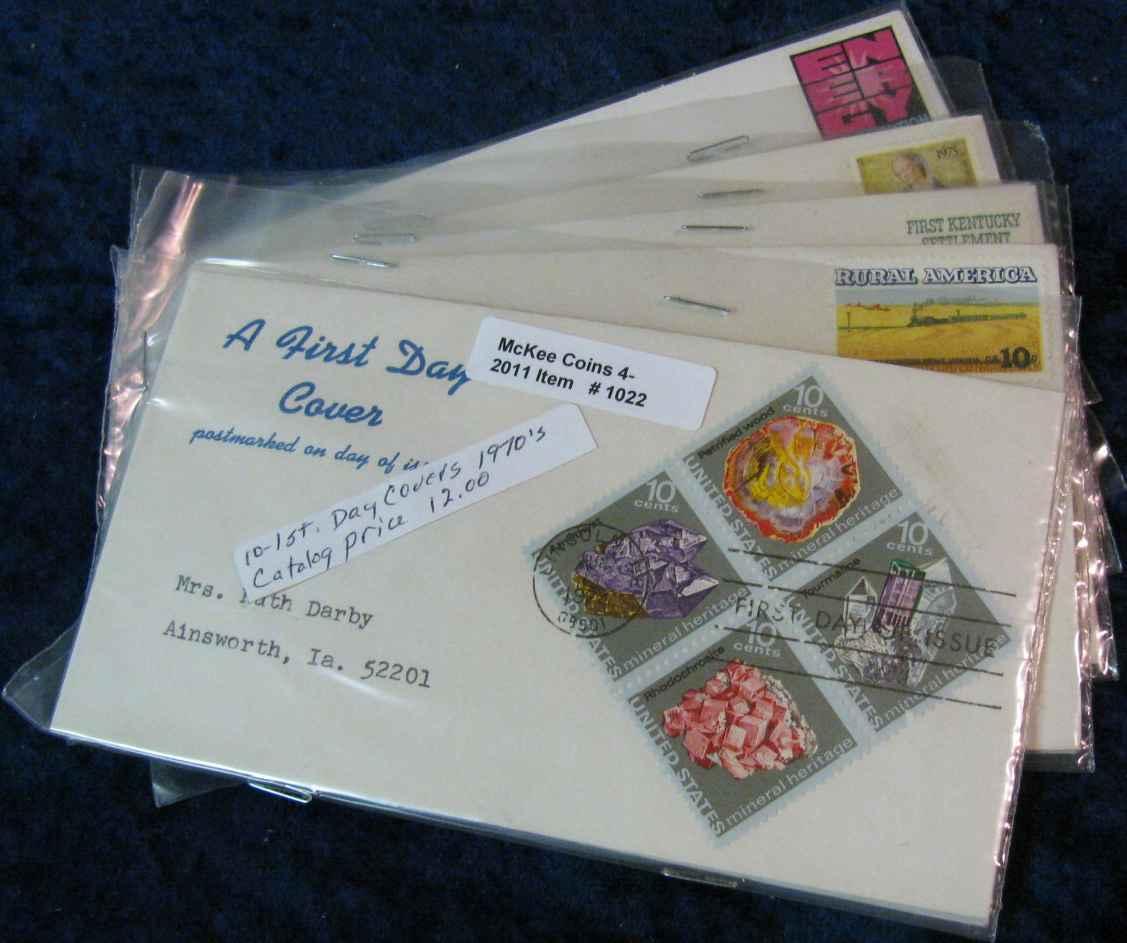 1975
FIRST KENTUCKY
SETTLEMENT
RURAL AMERICA
10
A First Day
Cover
postmarked on day of
McKee Coins 4-
2011 Item # 1022
10-1st. Day Covers 1970's
Catalog price 12.00
Mrs. Ruth Darby
Ainsworth, Ia. 52201
10
cents
Petrified wood
UNITED STATES
mineral heritage
10
cents
Amethyst
UNITED STATES
mineral heritage
10
cents
Tourmaline
UNITED STATES
mineral heritage
10
cents
Rhodochrosite
UNITED STATES
mineral heritage
FIRST DAY OF ISSUE